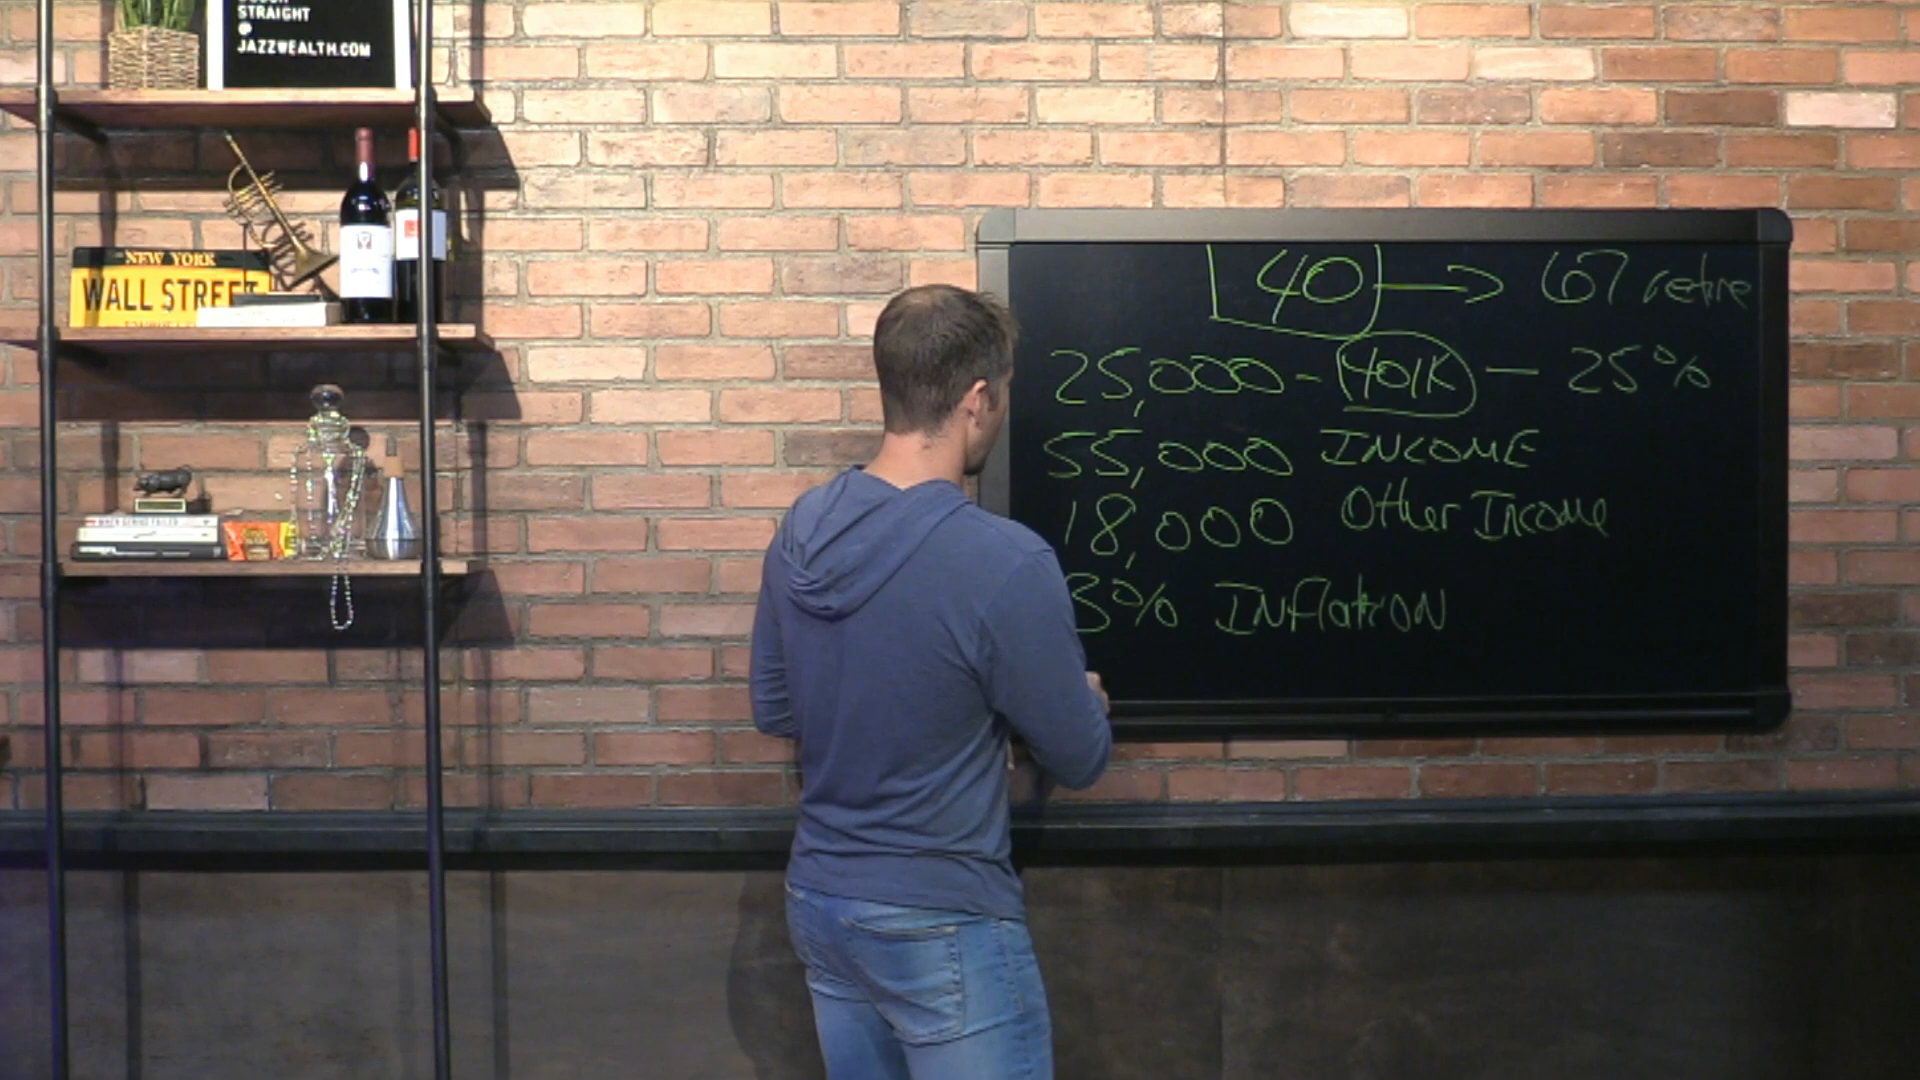 STRAIGHT
@
JAZZWEALTH.COM
NEW YORK
WALL STREET
40 → 67 retire
25,000 - 401K — 25%
55,000 INCOME
18,000 Other Income
3% INFlatION